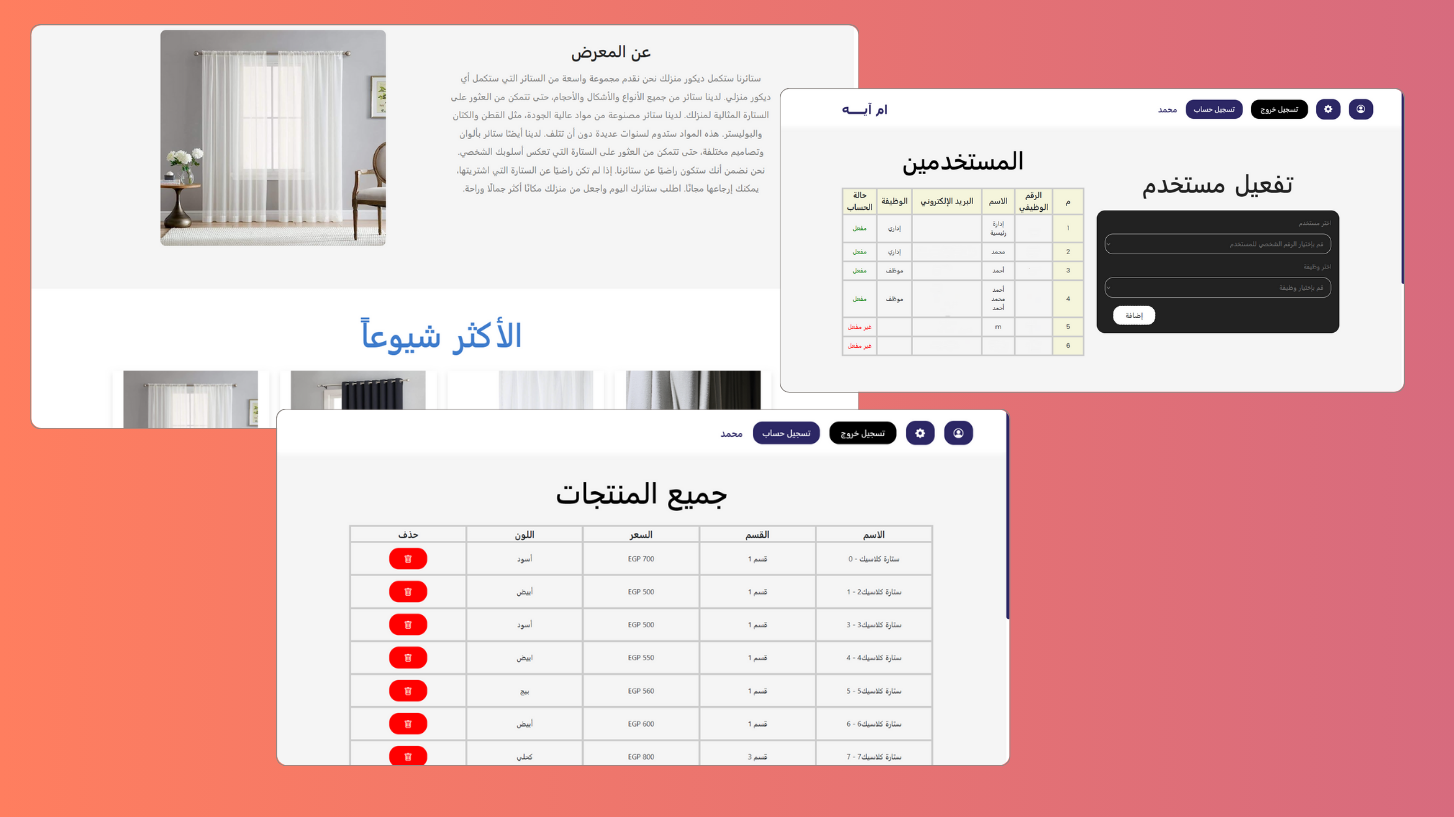 عن المعرض
ستائرنا ستكمل ديكور منزلك نحن نقدم مجموعة واسعة من الستائر التي ستكمل أي
ديكور منزلي. لدينا ستائر من جميع الأنواع والأشكال والأحجام، حتى تتمكن من العثور على
الستارة المثالية لمنزلك. لدينا ستائر مصنوعة من مواد عالية الجودة، مثل القطن والكتان
والبوليستر. هذه المواد ستدوم لسنوات عديدة دون أن تتلف. لدينا أيضًا ستائر بألوان
وتصاميم مختلفة، حتى تتمكن من العثور على الستارة التي تعكس أسلوبك الشخصي.
نحن نضمن أنك ستكون راضيًا عن ستائرنا. إذا لم تكن راضيًا عن الستارة التي اشتريتها،
يمكنك إرجاعها مجانًا. اطلب ستائرك اليوم واجعل من منزلك مكانًا أكثر جمالًا وراحة.
الأكثر شيوعاً
تسجيل خروج تسجيل حساب محمد ام آيـــه
تفعيل مستخدم
اختر مستخدم
قم بإختيار الرقم الشخصي للمستخدم
اختر وظيفة
قم باختيار وظيفة
إضافة
المستخدمين
م الرقم الوظيفي الاسم البريد الإلكتروني الوظيفة حالة الحساب
1 إدارة رئيسية إداري مفعل
2 محمد إداري مفعل
3 أحمد موظف مفعل
4 أحمد محمد أحمد موظف مفعل
5 m غير مفعل
6 غير مفعل
تسجيل خروج تسجيل حساب محمد
جميع المنتجات
الاسم القسم السعر اللون حذف
ستارة كلاسيك - 0 قسم 1 EGP 700 أسود
ستارة كلاسيك2 - 1 قسم 1 EGP 500 أبيض
ستارة كلاسيك3 - 3 قسم 1 EGP 500 أسود
ستارة كلاسيك4 - 4 قسم 1 EGP 550 ابيض
ستارة كلاسيك5 - 5 قسم 1 EGP 560 بيج
ستارة كلاسيك6 - 6 قسم 1 EGP 600 أبيض
ستارة كلاسيك7 - 7 قسم 3 EGP 800 كحلي